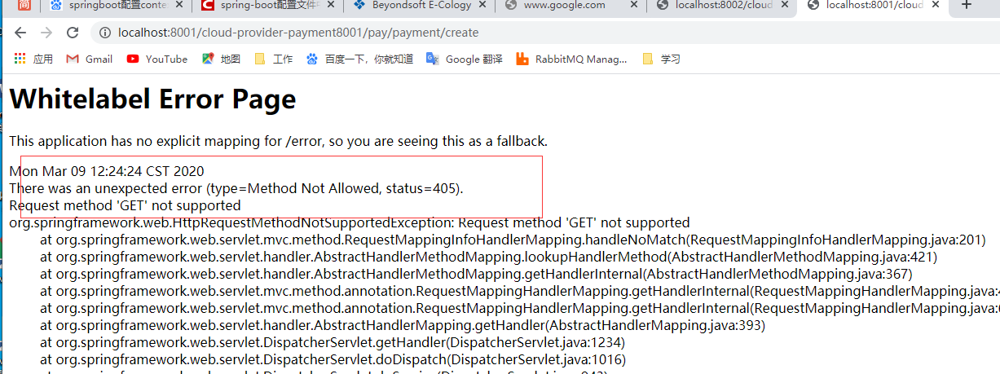 简 springboot配置conte × spring-boot配置文件 × Beyondsoft E-Cology × www.google.com × localhost:8002/cloud × localhost:8001/cloud × +
localhost:8001/cloud-provider-payment8001/pay/payment/create
应用 Gmail YouTube 地图 工作 百度一下，你就知道 Google 翻译 RabbitMQ Manag... 学习
Whitelabel Error Page
This application has no explicit mapping for /error, so you are seeing this as a fallback.
Mon Mar 09 12:24:24 CST 2020
There was an unexpected error (type=Method Not Allowed, status=405).
Request method 'GET' not supported
org.springframework.web.HttpRequestMethodNotSupportedException: Request method 'GET' not supported
at org.springframework.web.servlet.mvc.method.RequestMappingInfoHandlerMapping.handleNoMatch(RequestMappingInfoHandlerMapping.java:201)
at org.springframework.web.servlet.handler.AbstractHandlerMethodMapping.lookupHandlerMethod(AbstractHandlerMethodMapping.java:421)
at org.springframework.web.servlet.handler.AbstractHandlerMethodMapping.getHandlerInternal(AbstractHandlerMethodMapping.java:367)
at org.springframework.web.servlet.mvc.method.annotation.RequestMappingHandlerMapping.getHandlerInternal(RequestMappingHandlerMapping.java:
at org.springframework.web.servlet.mvc.method.annotation.RequestMappingHandlerMapping.getHandlerInternal(RequestMappingHandlerMapping.java:
at org.springframework.web.servlet.handler.AbstractHandlerMapping.getHandler(AbstractHandlerMapping.java:393)
at org.springframework.web.servlet.DispatcherServlet.getHandler(DispatcherServlet.java:1234)
at org.springframework.web.servlet.DispatcherServlet.doDispatch(DispatcherServlet.java:1016)